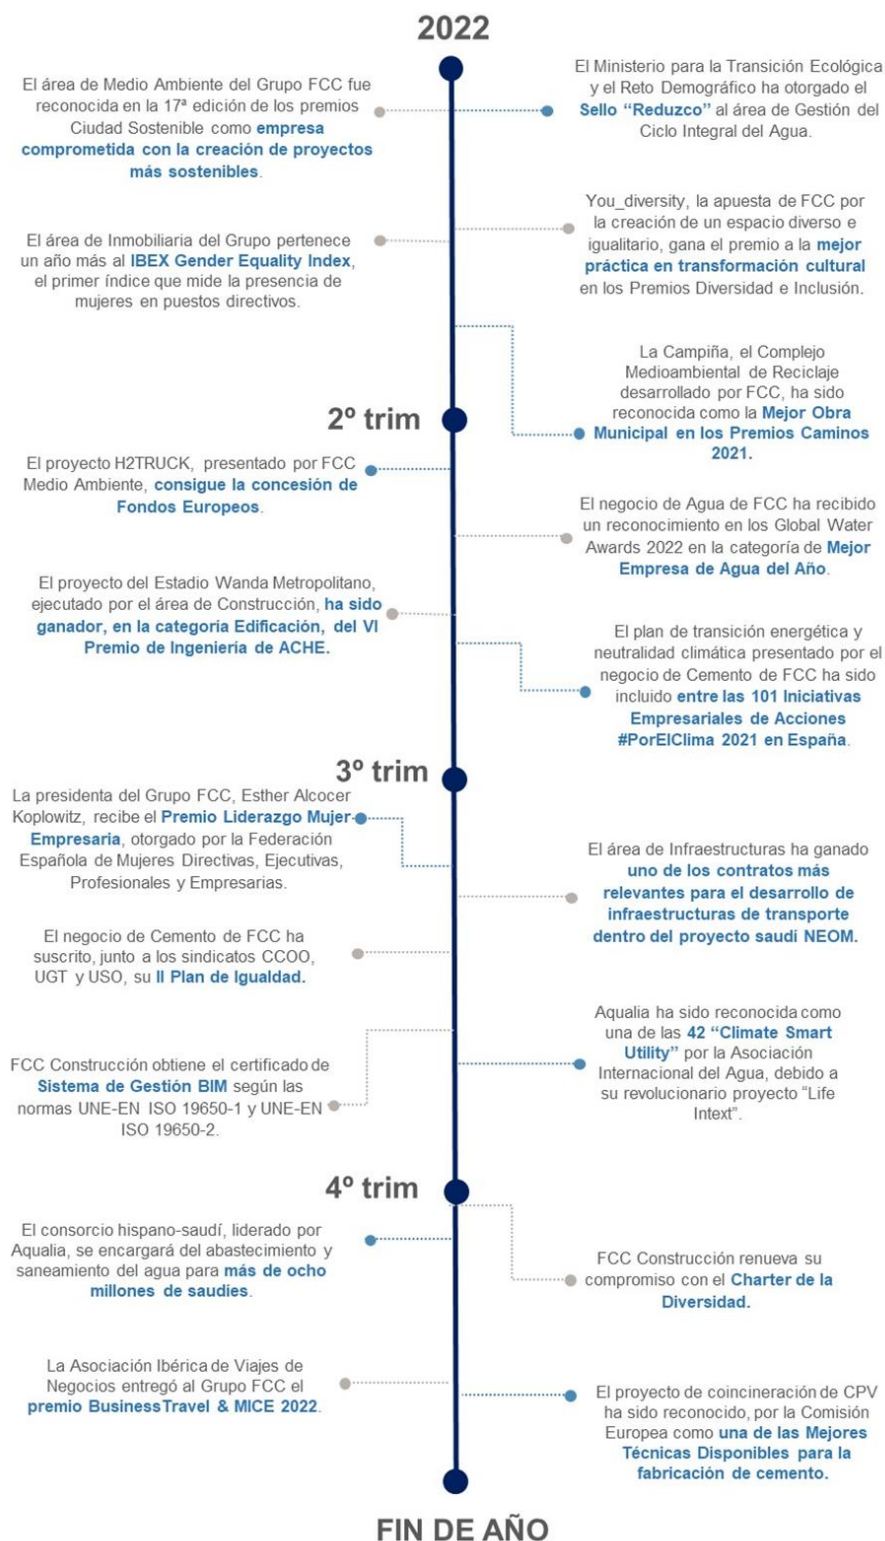 2022
El área de Medio Ambiente del Grupo FCC fue
reconocida en la 17ª edición de los premios
Ciudad Sostenible como empresa
comprometida con la creación de proyectos
más sostenibles.
El Ministerio para la Transición Ecológica
y el Reto Demográfico ha otorgado el
Sello “Reduzco” al área de Gestión del
Ciclo Integral del Agua.
El área de Inmobiliaria del Grupo pertenece
un año más al IBEX Gender Equality Index,
el primer índice que mide la presencia de
mujeres en puestos directivos.
You_diversity, la apuesta de FCC por
la creación de un espacio diverso e
igualitario, gana el premio a la mejor
práctica en transformación cultural
en los Premios Diversidad e Inclusión.
La Campiña, el Complejo
Medioambiental de Reciclaje
desarrollado por FCC, ha sido
reconocida como la Mejor Obra
Municipal en los Premios Caminos
2021.
2º trim
El proyecto H2TRUCK, presentado por FCC
Medio Ambiente, consigue la concesión de
Fondos Europeos.
El negocio de Agua de FCC ha recibido
un reconocimiento en los Global Water
Awards 2022 en la categoría de Mejor
Empresa de Agua del Año.
El proyecto del Estadio Wanda Metropolitano,
ejecutado por el área de Construcción, ha sido
ganador, en la categoría Edificación, del VI
Premio de Ingeniería de ACHE.
El plan de transición energética y
neutralidad climática presentado por el
negocio de Cemento de FCC ha sido
incluido entre las 101 Iniciativas
Empresariales de Acciones
#PorElClima 2021 en España.
3º trim
La presidenta del Grupo FCC, Esther Alcocer
Koplowitz, recibe el Premio Liderazgo Mujer
Empresaria, otorgado por la Federación
Española de Mujeres Directivas, Ejecutivas,
Profesionales y Empresarias.
El área de Infraestructuras ha ganado
uno de los contratos más
relevantes para el desarrollo de
infraestructuras de transporte
dentro del proyecto saudí NEOM.
El negocio de Cemento de FCC ha
suscrito, junto a los sindicatos CCOO,
UGT y USO, su II Plan de Igualdad.
Aqualia ha sido reconocida como
una de las 42 “Climate Smart
Utility” por la Asociación
Internacional del Agua, debido a
su revolucionario proyecto “Life
Intext”.
FCC Construcción obtiene el certificado de
Sistema de Gestión BIM según las
normas UNE-EN ISO 19650-1 y UNE-EN
ISO 19650-2.
4º trim
El consorcio hispano-saudí, liderado por
Aqualia, se encargará del abastecimiento y
saneamiento del agua para más de ocho
millones de saudíes.
FCC Construcción renueva su
compromiso con el Charter de la
Diversidad.
La Asociación Ibérica de Viajes de
Negocios entregó al Grupo FCC el
premio Business Travel & MICE 2022.
El proyecto de coincineración de CPV
ha sido reconocido, por la Comisión
Europea como una de las Mejores
Técnicas Disponibles para la
fabricación de cemento.
FIN DE AÑO